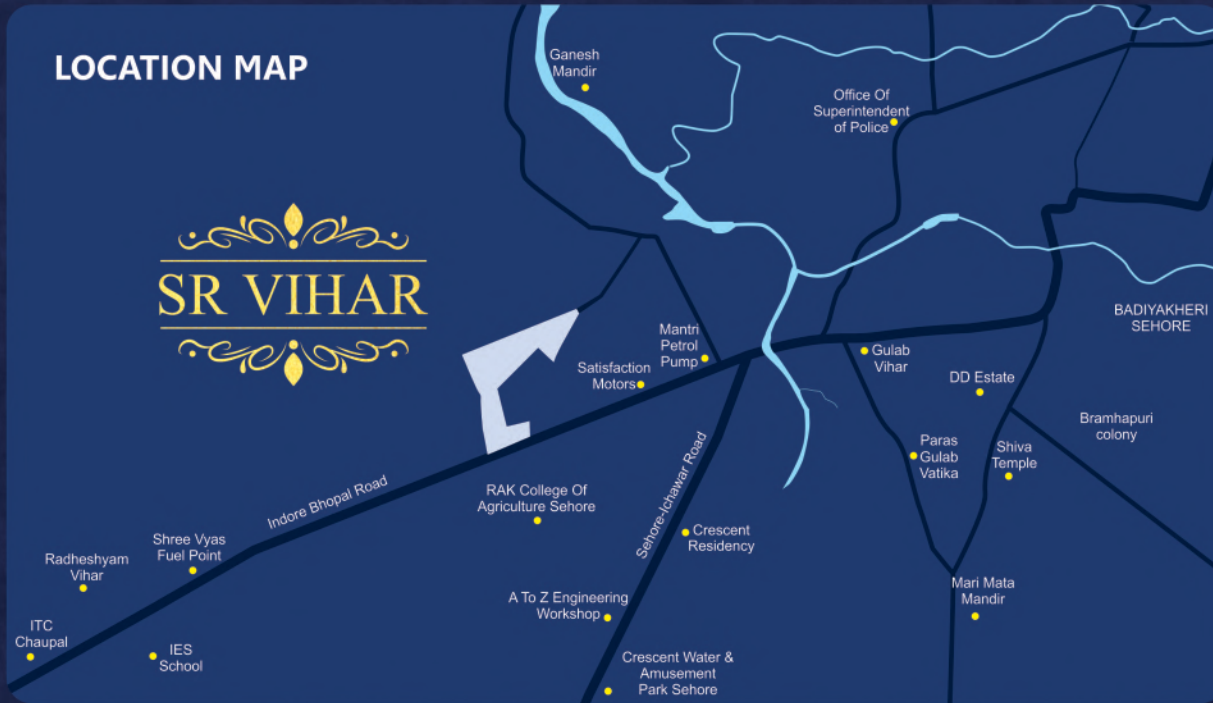 LOCATION MAP
Ganesh
Mandir
Office Of
Superintendent
of Police
SR VIHAR
BADIYAKHERI
SEHORE
Mantri
Petrol
Pump
Satisfaction
Motors
Gulab
Vihar
DD Estate
Bramhapuri
colony
Paras
Gulab
Vatika
Shiva
Temple
Indore Bhopal Road
Sehore-Ichawar Road
RAK College Of
Agriculture Sehore
Crescent
Residency
Shree Vyas
Fuel Point
Radheshyam
Vihar
A To Z Engineering
Workshop
Mari Mata
Mandir
ITC
Chaupal
IES
School
Crescent Water &
Amusement
Park Sehore